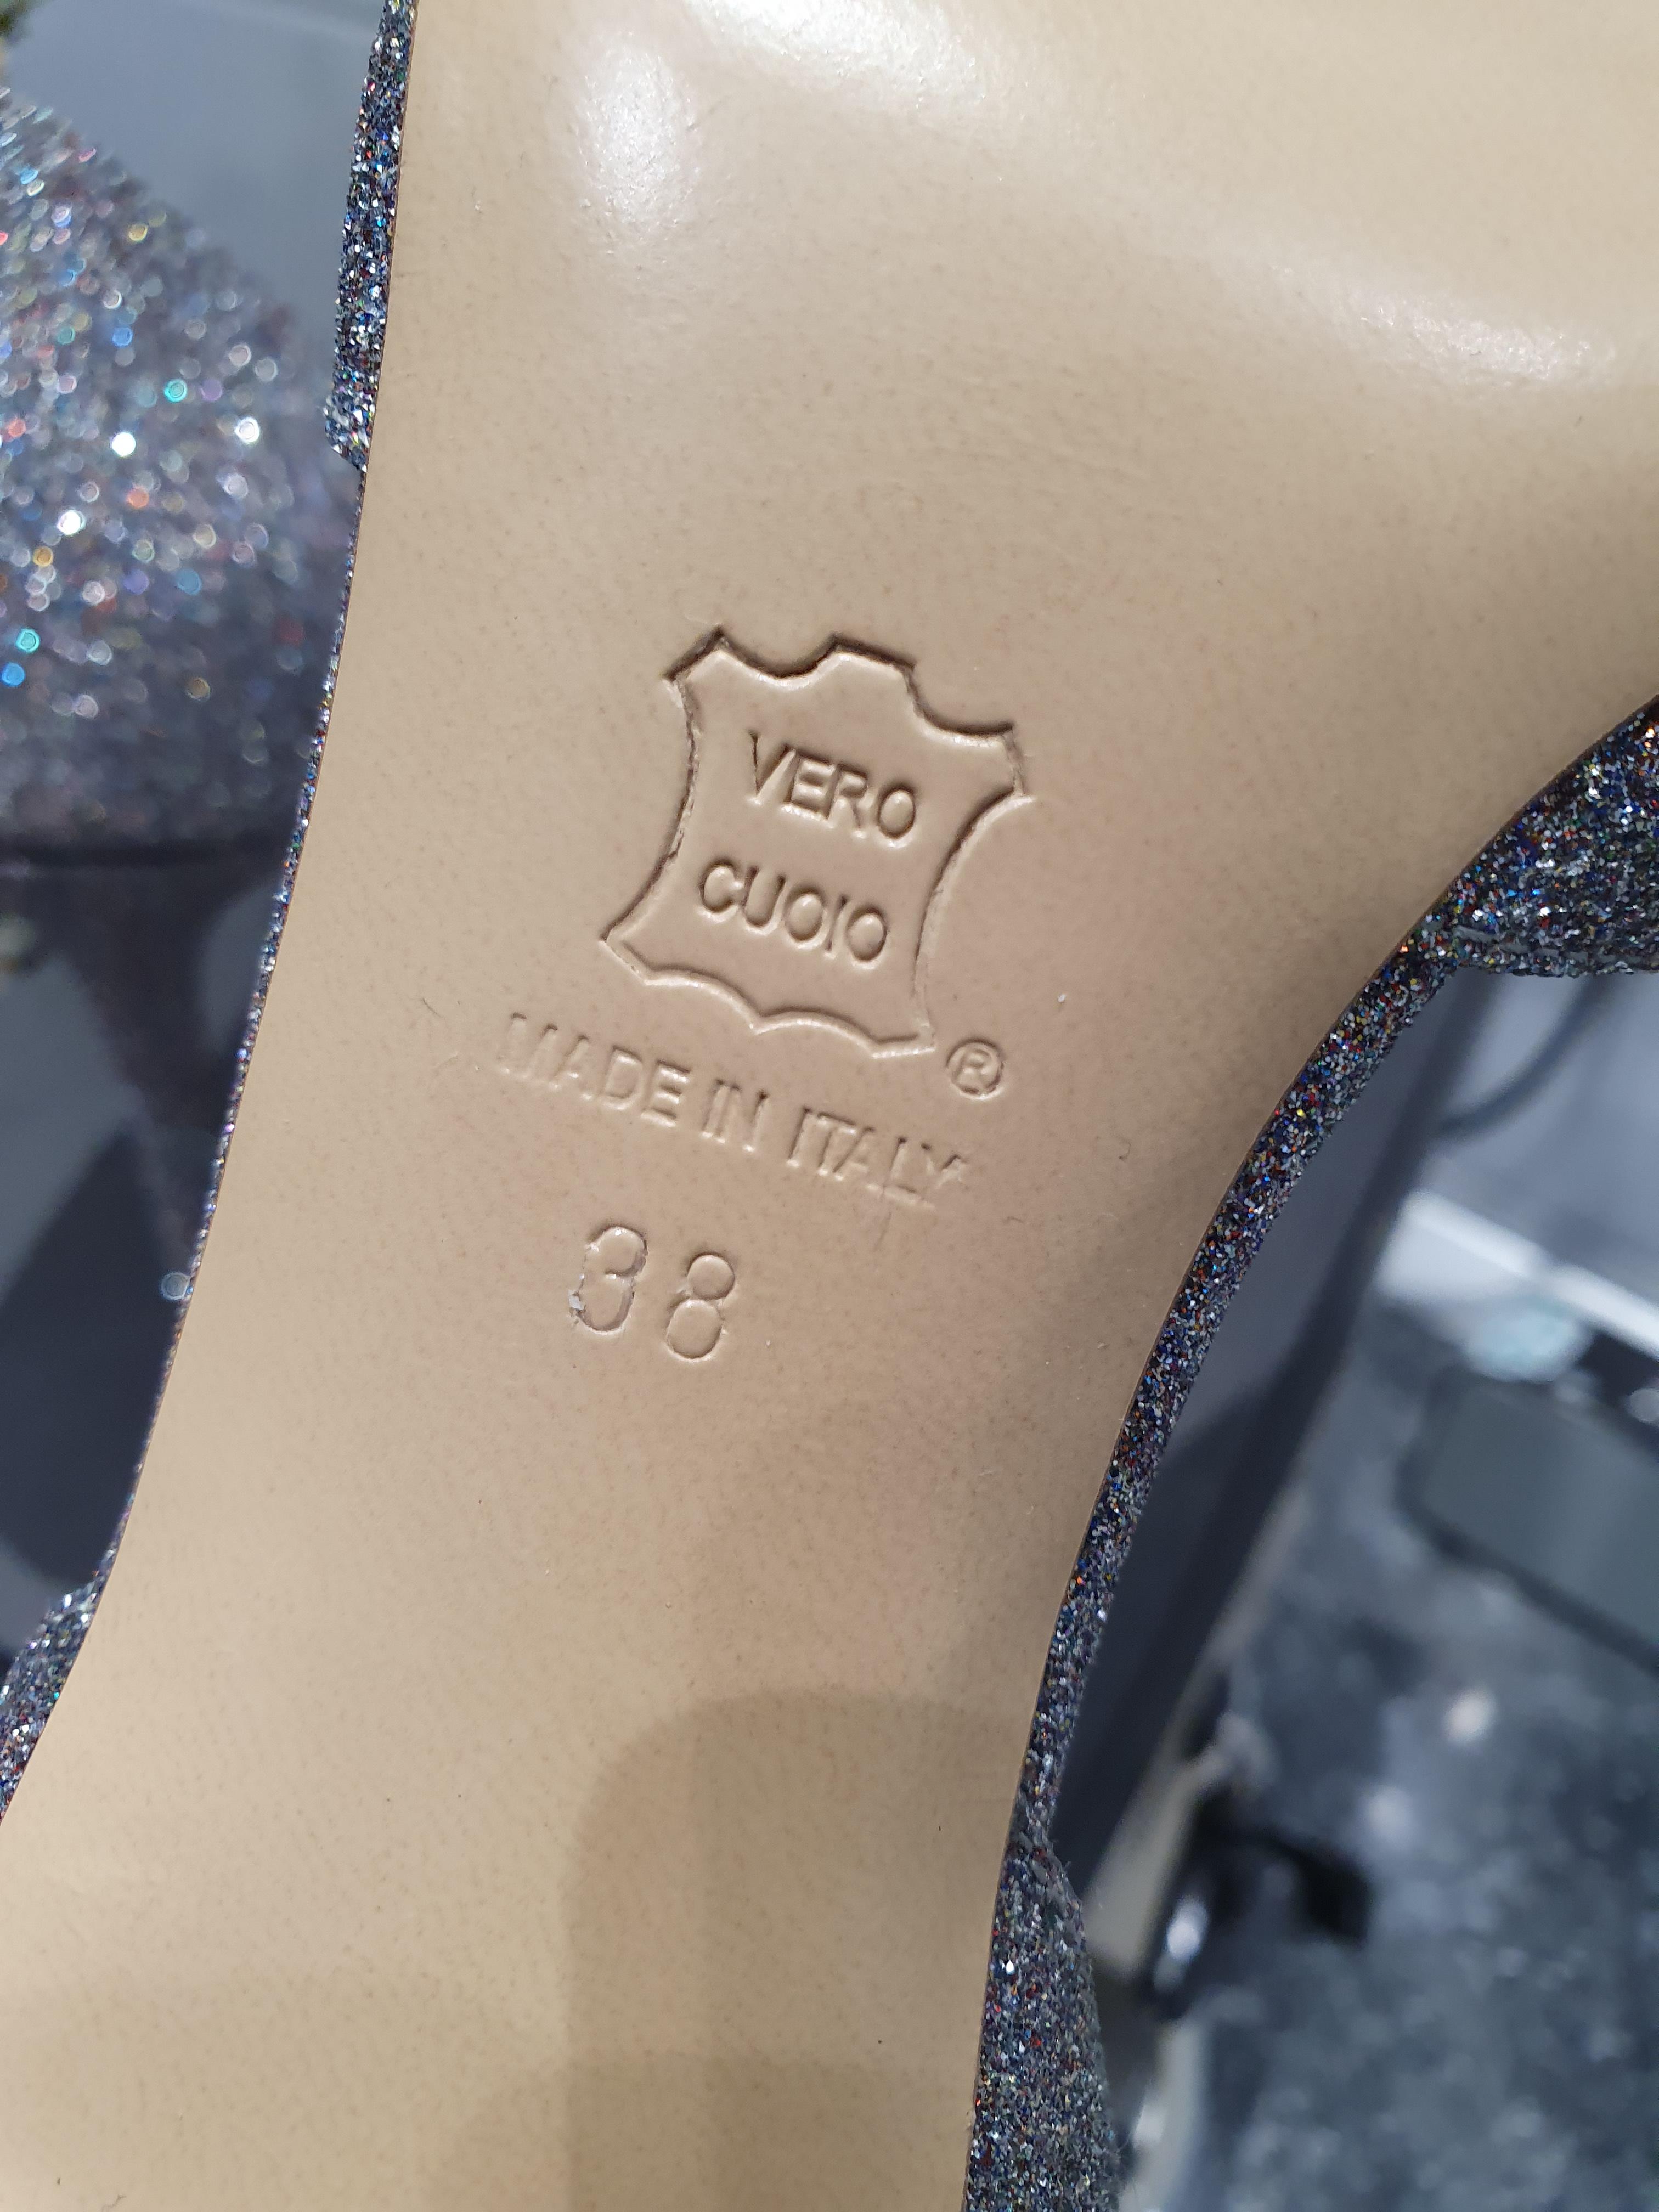 VERO
CUOIO
®
MADE IN ITALY
38